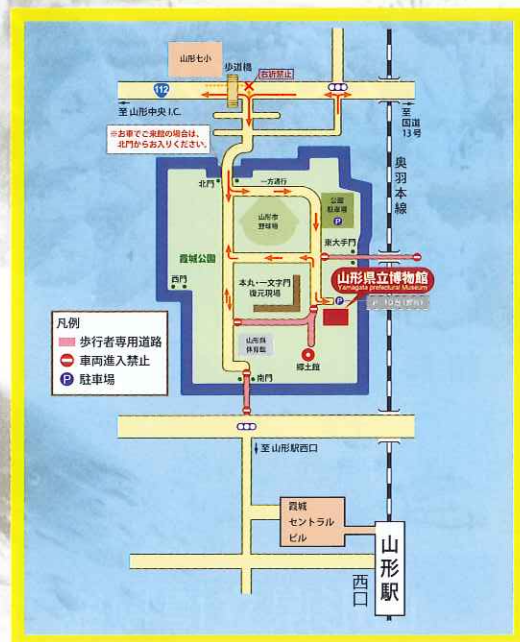 山形七小
歩道橋
右折禁止
112
至山形中央I.C.
至
国道
13号
※お車でご来館の場合は、
北門からお入りください。
奥羽本線
北門
一方通行
公園
駐車場
P
山形市
野球場
東大手門
霞城公園
山形県立博物館
Yamagata prefectural Museum
西門
本丸・一文字門
復元現場
P
凡例
歩行者専用道路
車両進入禁止
P 駐車場
山形県
体育館
郷土館
南門
至山形駅西口
霞城
セントラル
ビル
山形駅
西口